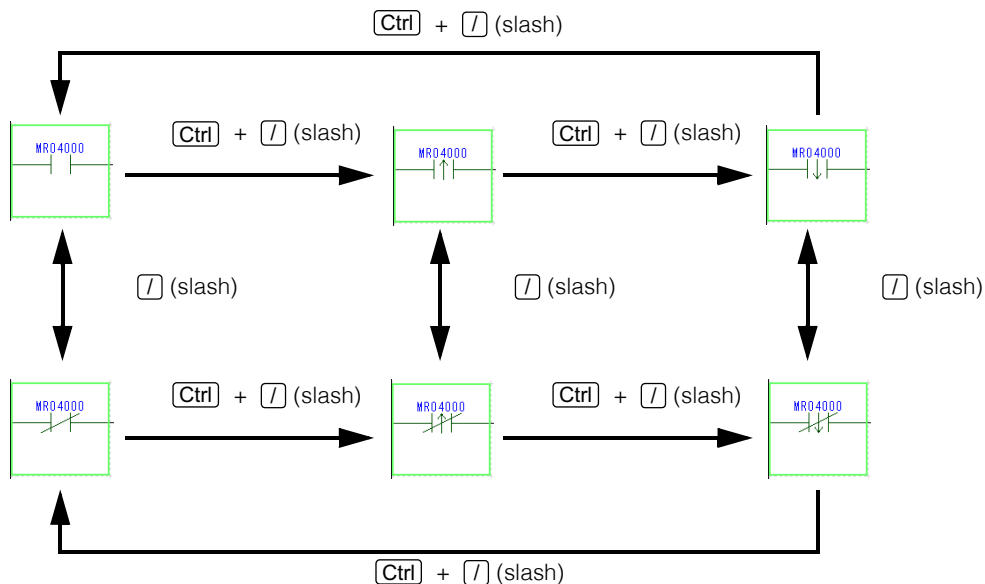 Ctrl + / (slash)
Ctrl + / (slash)
Ctrl + / (slash)
MR04000
MR04000
MR04000
/ (slash)
/ (slash)
/ (slash)
Ctrl + / (slash)
Ctrl + / (slash)
MR04000
MR04000
MR04000
Ctrl + / (slash)